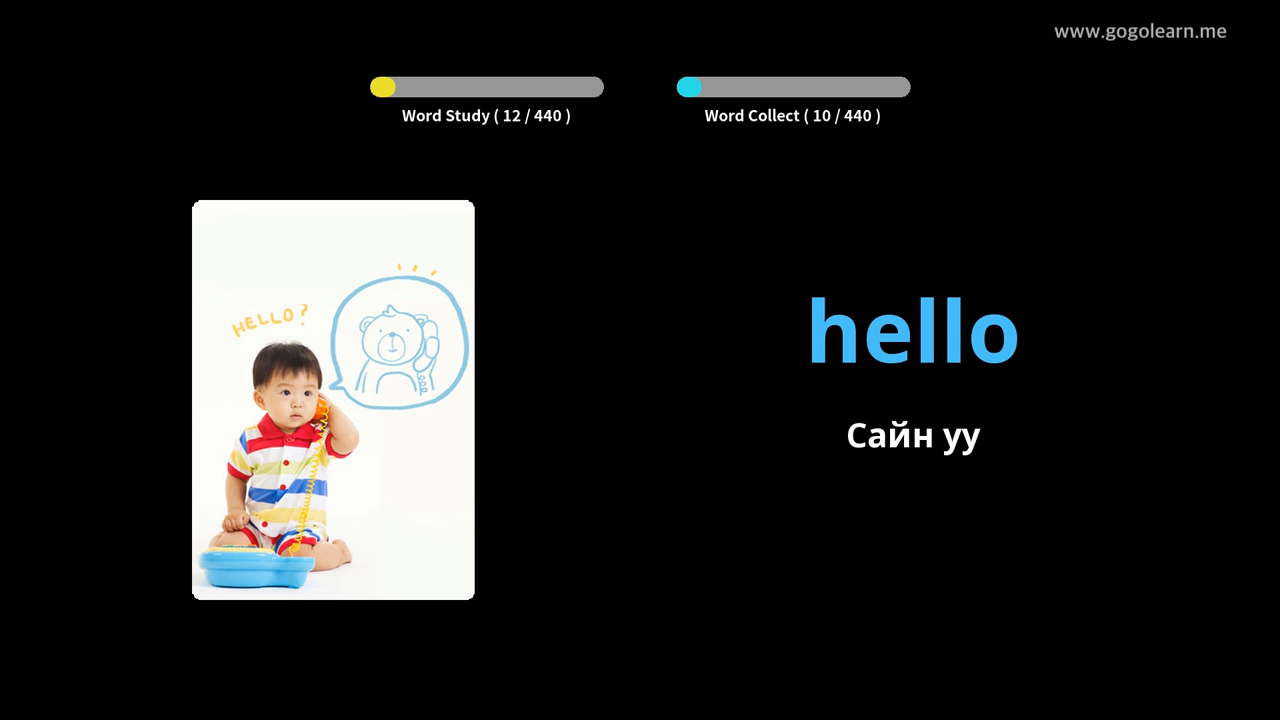 www.gogolearn.me
Word Study ( 12 / 440 )
Word Collect ( 10 / 440 )
HELLO?
hello
Сайн уу